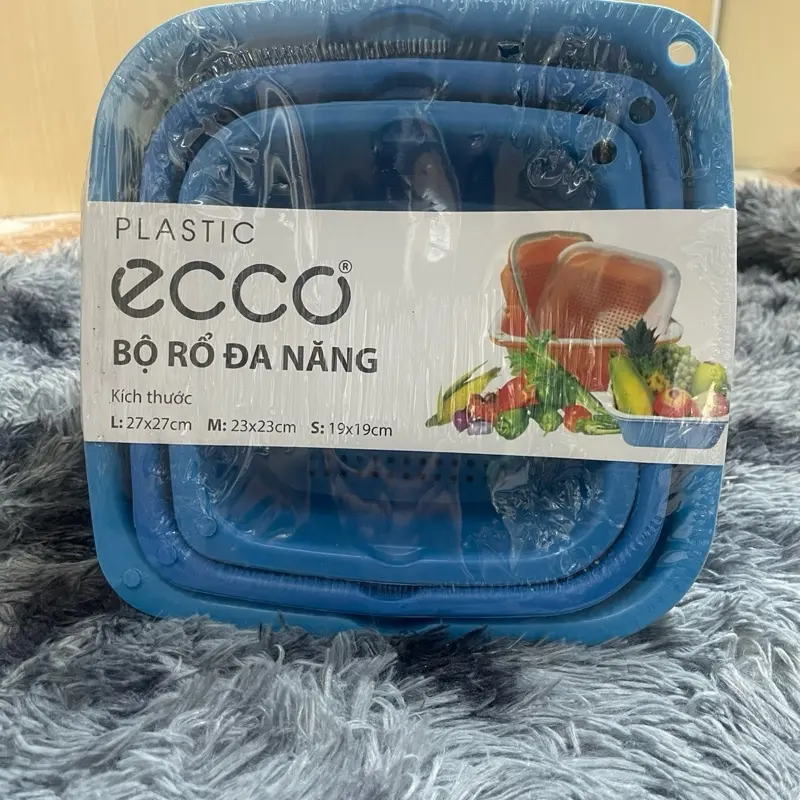 PLASTIC
ecco®
BỘ RỔ ĐA NĂNG
Kích thước
L: 27x27cm M: 23x23cm S: 19x19cm